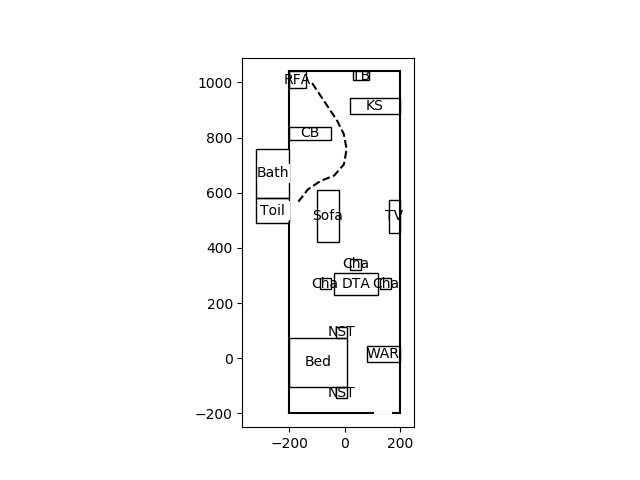 1000
800
600
400
200
0
−200
−200
0
200
RFA
TB
KS
CB
Bath
Toil
Sofa
TV
Cha
Cha
DTA
Cha
NST
WAR
Bed
NST